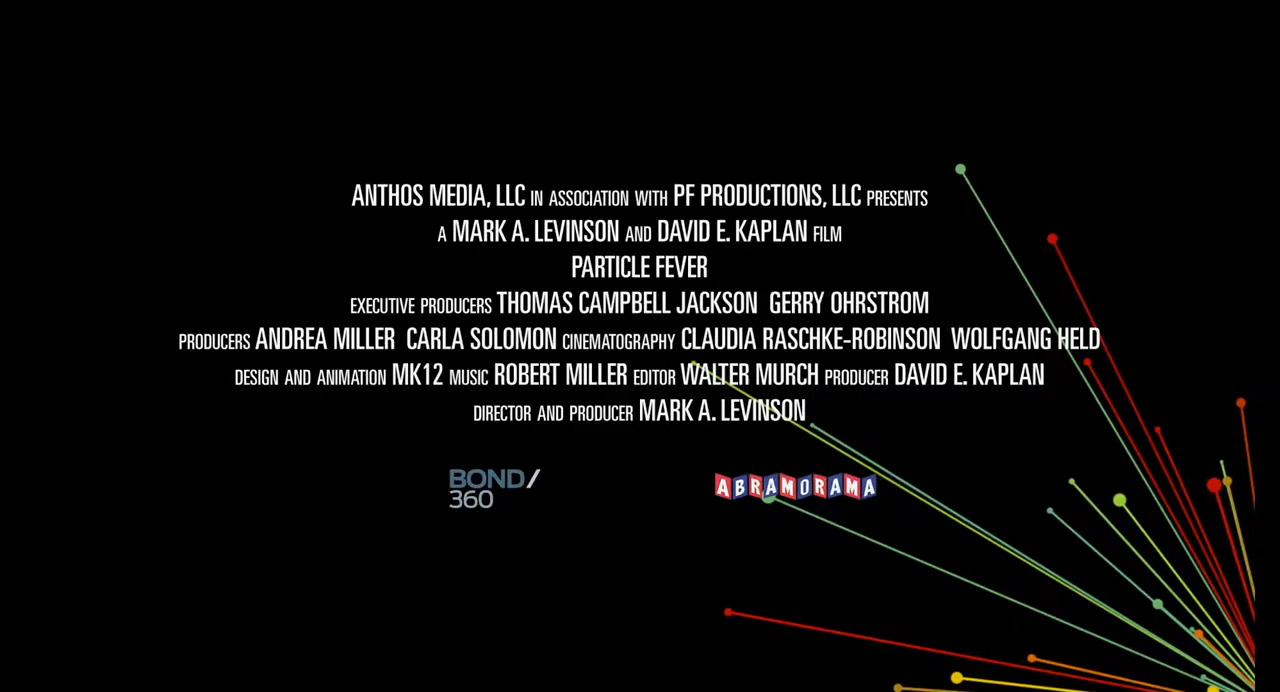 ANTHOS MEDIA, LLC IN ASSOCIATION WITH PF PRODUCTIONS, LLC PRESENTS
A MARK A. LEVINSON AND DAVID E. KAPLAN FILM
PARTICLE FEVER
EXECUTIVE PRODUCERS THOMAS CAMPBELL JACKSON GERRY OHRSTROM
PRODUCERS ANDREA MILLER CARLA SOLOMON CINEMATOGRAPHY CLAUDIA RASCHKE-ROBINSON WOLFGANG HELD
DESIGN AND ANIMATION MK12 MUSIC ROBERT MILLER EDITOR WALTER MURCH PRODUCER DAVID E. KAPLAN
DIRECTOR AND PRODUCER MARK A. LEVINSON
BOND/
360
ABRAMORAMA